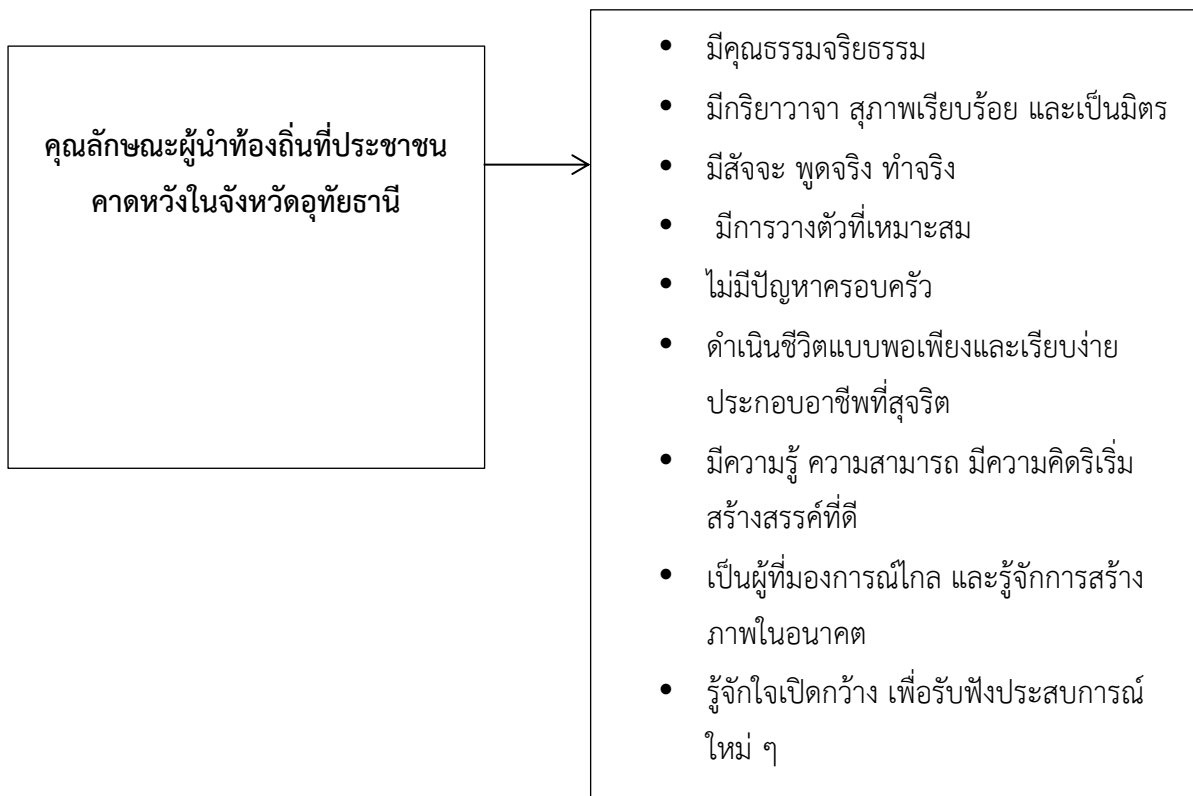 คุณลักษณะผู้นำท้องถิ่นที่ประชาชน
คาดหวังในจังหวัดอุทัยธานี
• มีคุณธรรมจริยธรรม
• มีกริยาวาจา สุภาพเรียบร้อย และเป็นมิตร
• มีสัจจะ พูดจริง ทำจริง
• มีการวางตัวที่เหมาะสม
• ไม่มีปัญหาครอบครัว
• ดำเนินชีวิตแบบพอเพียงและเรียบง่าย
ประกอบอาชีพที่สุจริต
• มีความรู้ ความสามารถ มีความคิดริเริ่ม
สร้างสรรค์ที่ดี
• เป็นผู้ที่มองการณ์ไกล และรู้จักการสร้าง
ภาพในอนาคต
• รู้จักใจเปิดกว้าง เพื่อรับฟังประสบการณ์
ใหม่ ๆ